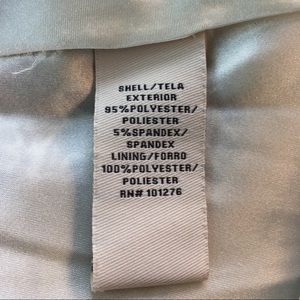 SHELL/TELA
EXTERIOR
95%POLYESTER/
POLIESTER
5%SPANDEX/
SPANDEX
LINING/FORRO
100%POLYESTER/
POLIESTER
RN# 101276